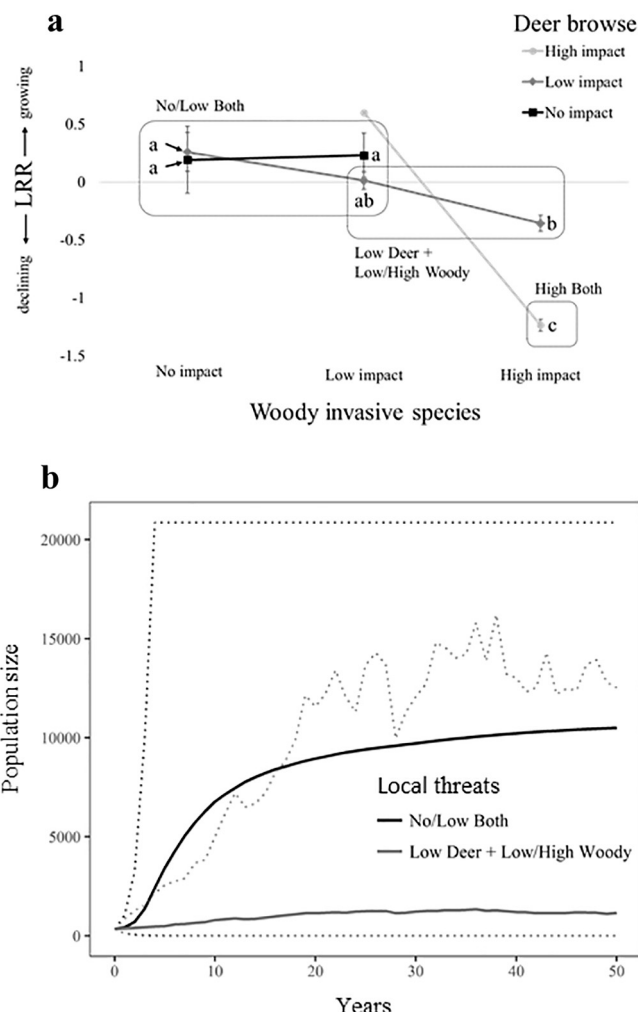 a
Deer browse
High impact
Low impact
No impact
1
0.5
0
-0.5
-1
-1.5
declining ← LRR → growing
No/Low Both
a
a
a
ab
b
c
Low Deer +
Low/High Woody
High Both
No impact
Low impact
High impact
Woody invasive species
b
20000
15000
10000
5000
0
Population size
Local threats
No/Low Both
Low Deer + Low/High Woody
0
10
20
30
40
50
Years